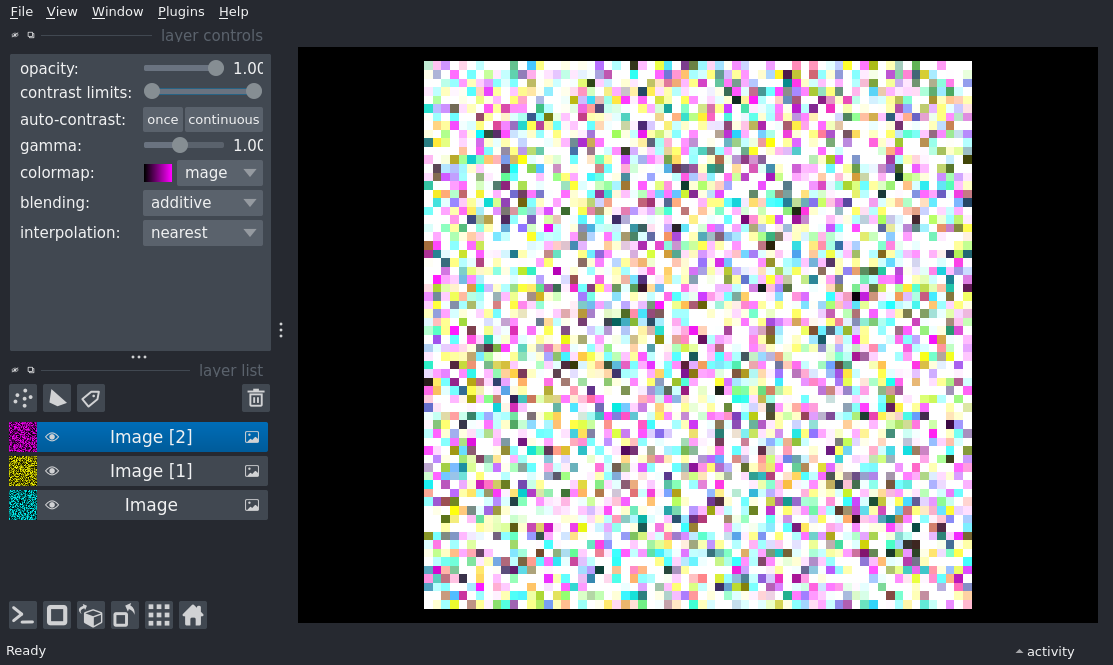 File View Window Plugins Help
layer controls
opacity: 1.00
contrast limits:
auto-contrast: once continuous
gamma: 1.00
colormap: mage
blending: additive
interpolation: nearest
layer list
Image [2]
Image [1]
Image
Ready
activity